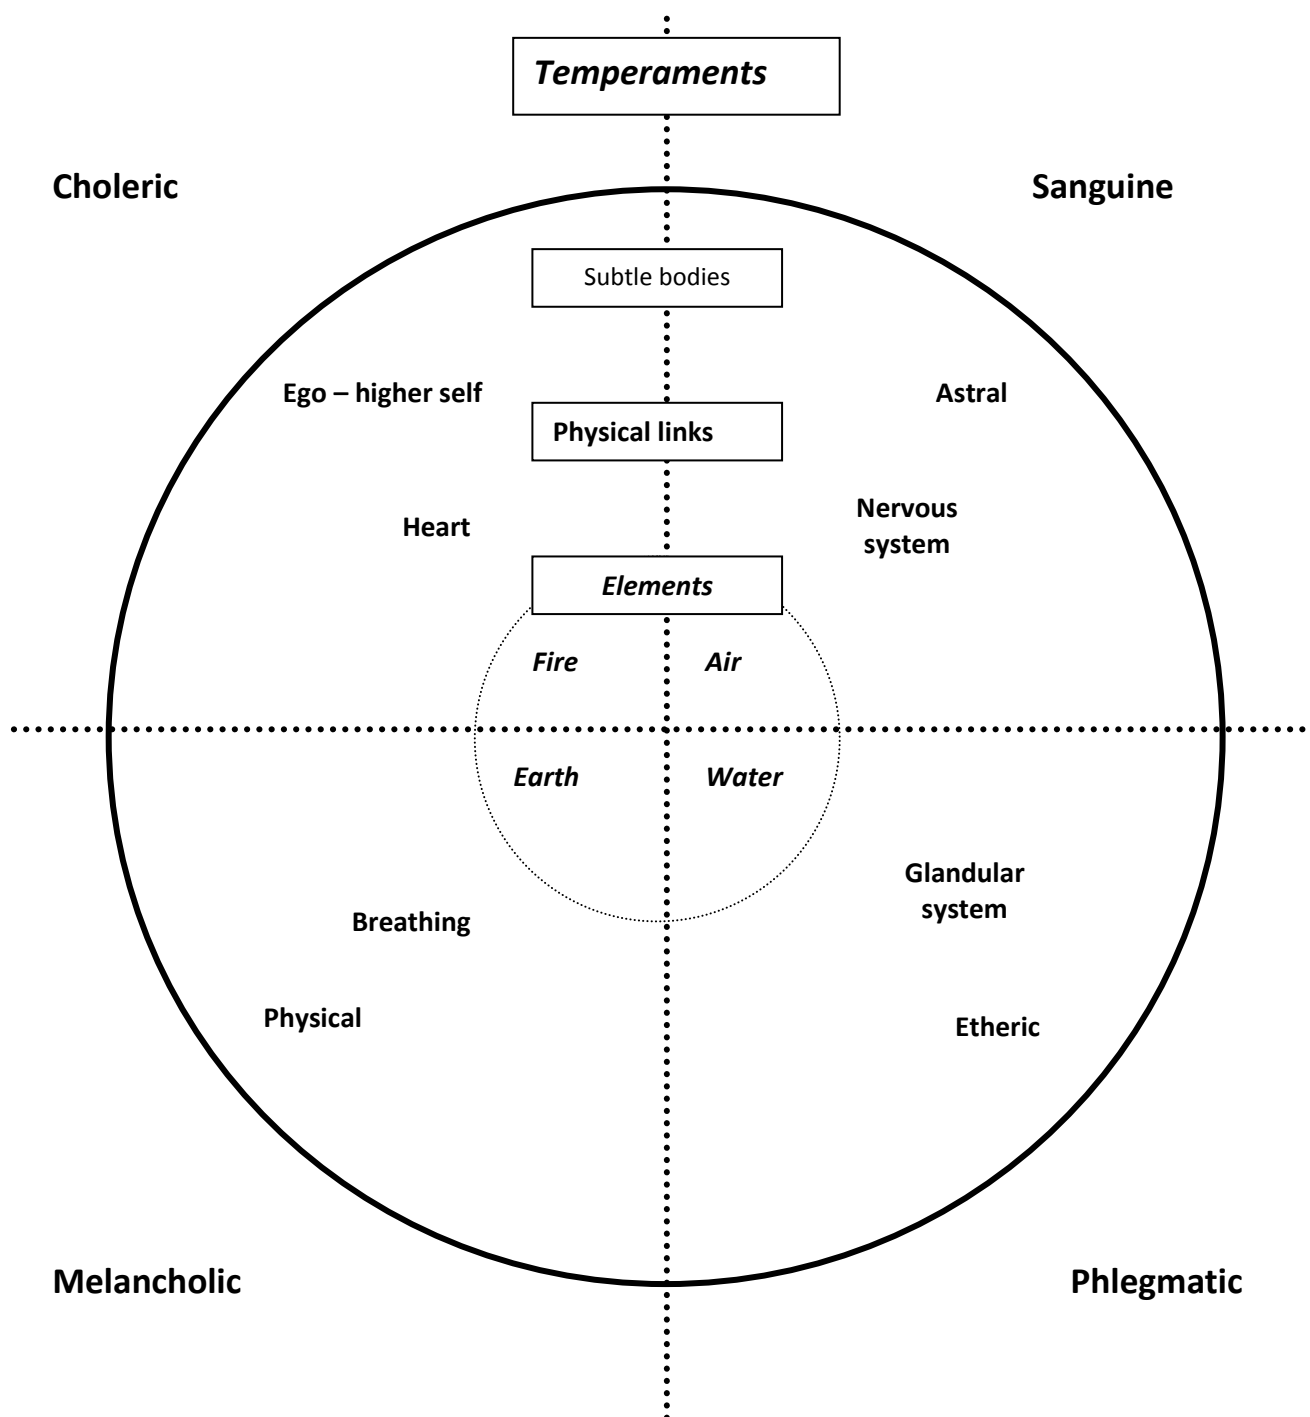 Temperaments
Choleric
Sanguine
Subtle bodies
Ego – higher self
Astral
Physical links
Heart
Nervous
system
Elements
Fire
Air
Earth
Water
Glandular
system
Breathing
Physical
Etheric
Melancholic
Phlegmatic